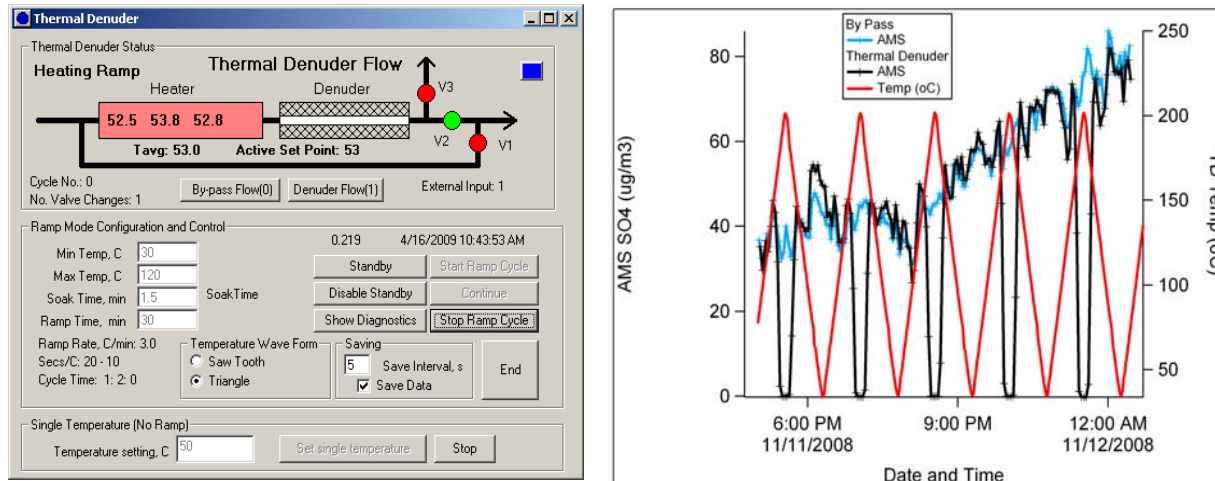 Thermal Denuder
Thermal Denuder Status
Heating Ramp
Thermal Denuder Flow
Heater
Denuder
V3
52.5 53.8 52.8
V2
V1
Tavg: 53.0 Active Set Point: 53
Cycle No.: 0
No. Valve Changes: 1
By-pass Flow(0)
Denuder Flow(1)
External Input: 1
Ramp Mode Configuration and Control
0.219 4/16/2009 10:43:53 AM
Min Temp, C 30
Max Temp, C 120
Soak Time, min 1.5 SoakTime
Ramp Time, min 30
Standby
Start Ramp Cycle
Disable Standby
Continue
Show Diagnostics
Stop Ramp Cycle
Ramp Rate, C/min: 3.0
Secs/C: 20 - 10
Cycle Time: 1: 2: 0
Temperature Wave Form
Saw Tooth
Triangle
Saving
5 Save Interval, s
Save Data
End
Single Temperature (No Ramp)
Temperature setting, C 50
Set single temperature
Stop
By Pass
AMS
Thermal Denuder
AMS
Temp (oC)
AMS SO4 (ug/m3)
80
60
40
20
0
250
200
150
100
50
TD Temp (oC)
6:00 PM
11/11/2008
9:00 PM
12:00 AM
11/12/2008
Date and Time